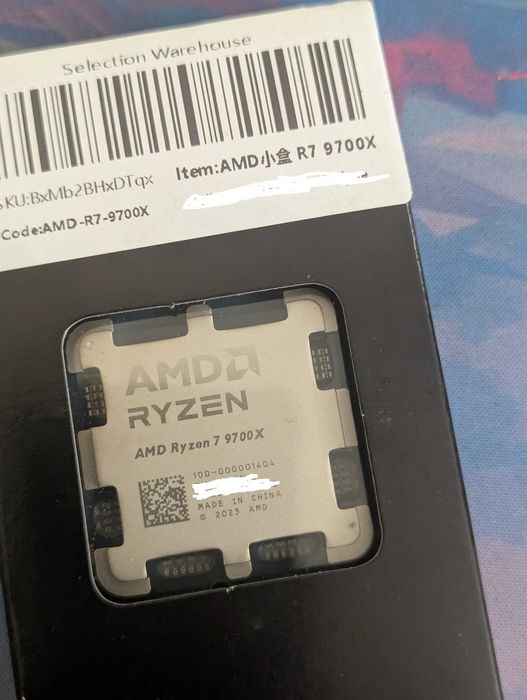 Selection Warehouse
SKU:BxMb2BHxDTqx
Item:AMD小盒 R7 9700X
Code:AMD-R7-9700X
AMD
RYZEN
AMD Ryzen 7 9700X
100-000001404
MADE IN CHINA
© 2023 AMD